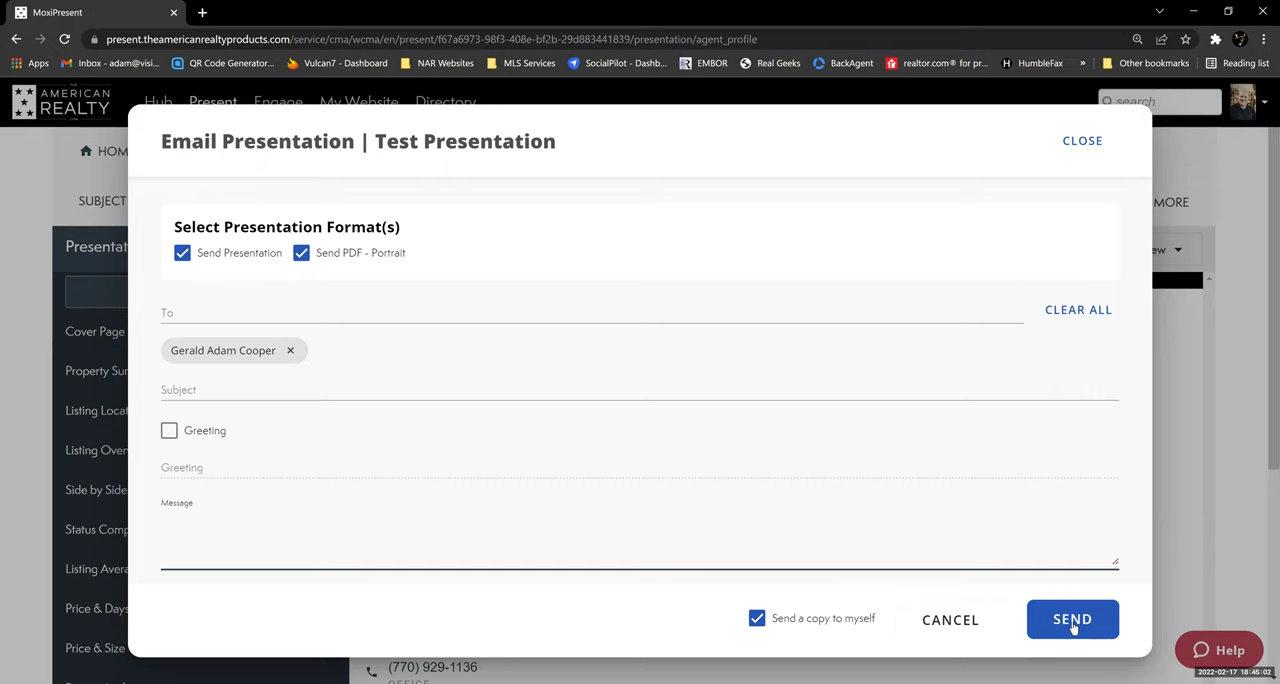 MoxiPresent
present.theamericanrealtyproducts.com/service/cma/wcma/en/present/f67a6973-98f3-408e-bf2b-29d883441839/presentation/agent_profile
Apps
Inbox - adam@visi...
QR Code Generator...
Vulcan7 - Dashboard
NAR Websites
MLS Services
SocialPilot - Dashb...
EMBOR
Real Geeks
BackAgent
realtor.com® for pr...
HumbleFax
»
Other bookmarks
Reading list
AMERICAN
REALTY
Hub
Present
Engage
My Website
Directory
search
HOM
Email Presentation | Test Presentation
CLOSE
SUBJECT
MORE
Select Presentation Format(s)
Send Presentation
Send PDF - Portrait
Presentat
ew
To
CLEAR ALL
Cover Page
Gerald Adam Cooper
Property Sum
Subject
Listing Locat
Greeting
Listing Over
Greeting
Side by Side
Message
Status Comp
Listing Avera
Price & Days
Send a copy to myself
CANCEL
SEND
Price & Size
(770) 929-1136
Help
2022-02-17 18:45:02